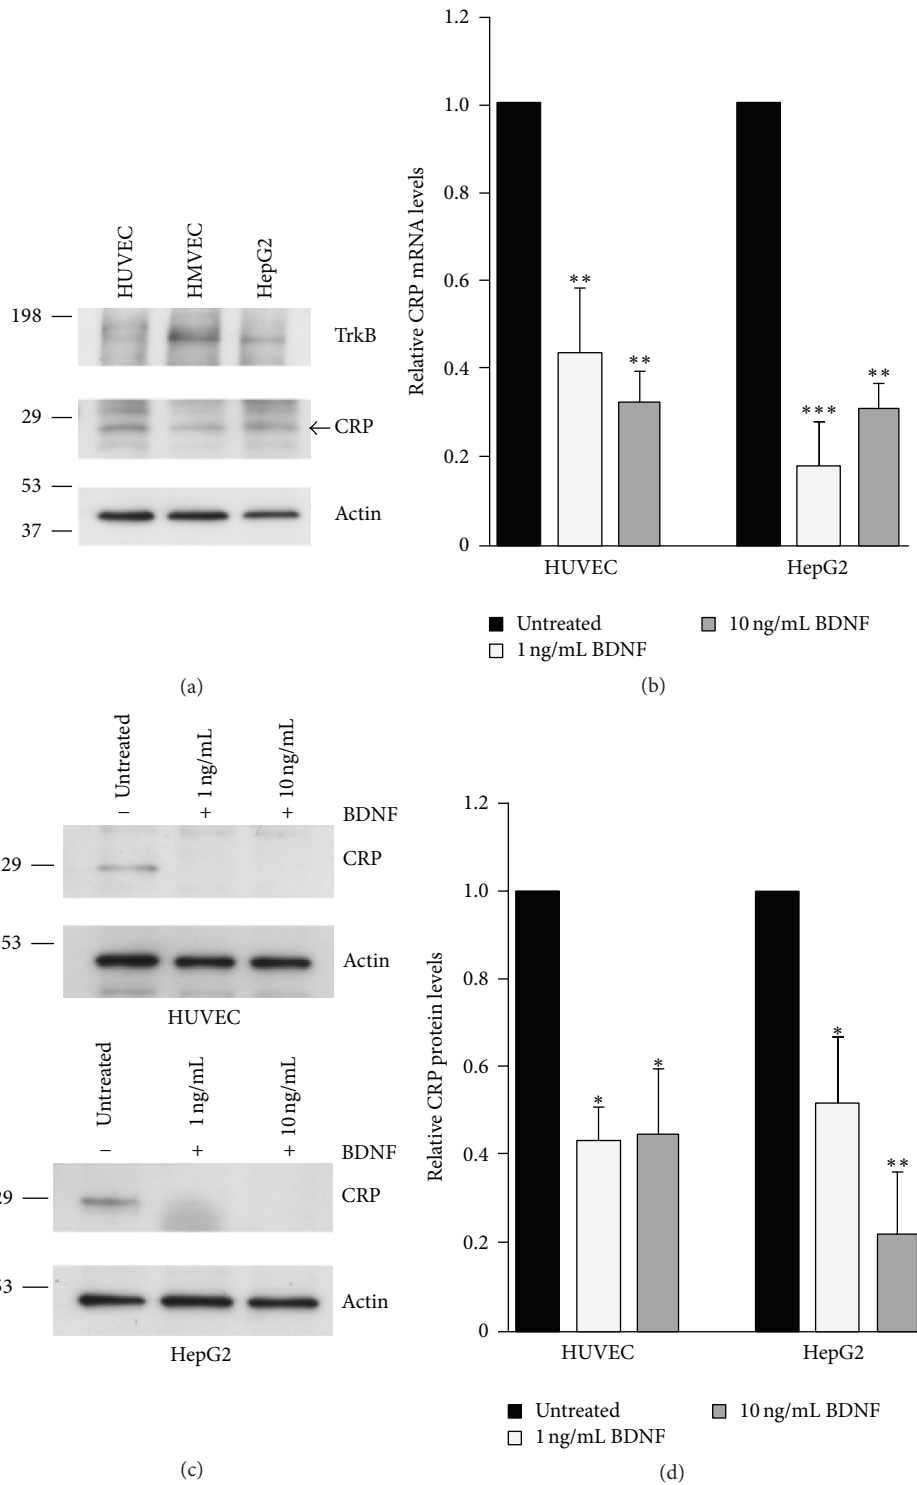 HUVEC
HMVEC
HepG2
198
TrkB
29
CRP
53
Actin
37
(a)
Relative CRP mRNA levels
1.2
1.0
0.8
0.6
0.4
0.2
0
**
**
***
**
HUVEC
HepG2
Untreated
10 ng/mL BDNF
1 ng/mL BDNF
(b)
Untreated
1 ng/mL
10 ng/mL
− + + BDNF
29
CRP
53
Actin
HUVEC
Untreated
1 ng/mL
10 ng/mL
− + + BDNF
29
CRP
53
Actin
HepG2
(c)
Relative CRP protein levels
1.2
1.0
0.8
0.6
0.4
0.2
0
*
*
*
**
HUVEC
HepG2
Untreated
10 ng/mL BDNF
1 ng/mL BDNF
(d)